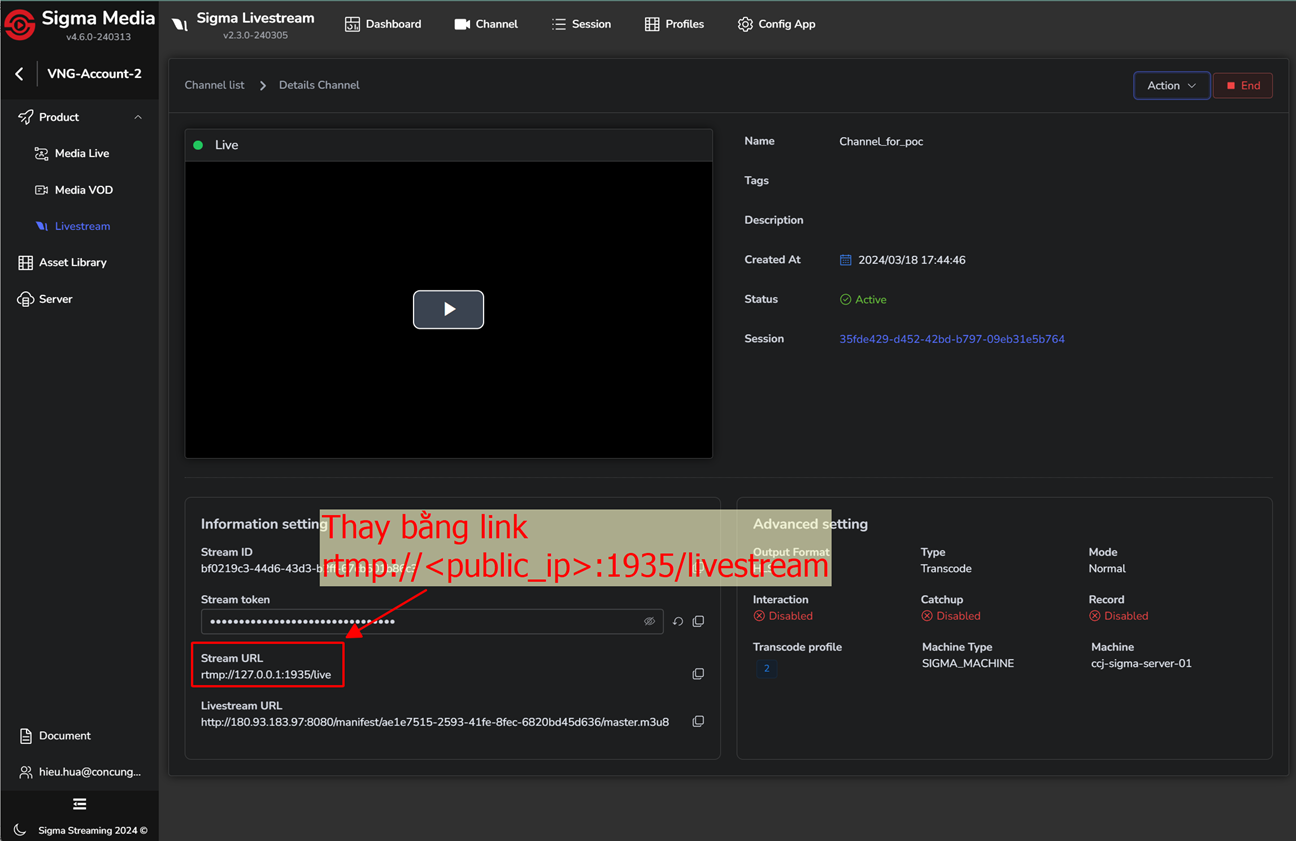 Sigma Media
v4.6.0-240313
Sigma Livestream
v2.3.0-240305
Dashboard
Channel
Session
Profiles
Config App
VNG-Account-2
Product
Media Live
Media VOD
Livestream
Asset Library
Server
Document
hieu.hua@concung...
Sigma Streaming 2024 ©
Channel list
Details Channel
Action
End
Live
Name
Channel_for_poc
Tags
Description
Created At
2024/03/18 17:44:46
Status
Active
Session
35fde429-d452-42bd-b797-09eb31e5b764
Information setting
Thay bằng link
rtmp://<public_ip>:1935/livestream
Stream ID
bf0219c3-44d6-43d3-
Stream token
Stream URL
rtmp://127.0.0.1:1935/live
Livestream URL
http://180.93.183.97:8080/manifest/ae1e7515-2593-41fe-8fec-6820bd45d636/master.m3u8
Advanced setting
Output Format
Type
Transcode
Mode
Normal
Interaction
Disabled
Catchup
Disabled
Record
Disabled
Transcode profile
2
Machine Type
SIGMA_MACHINE
Machine
ccj-sigma-server-01